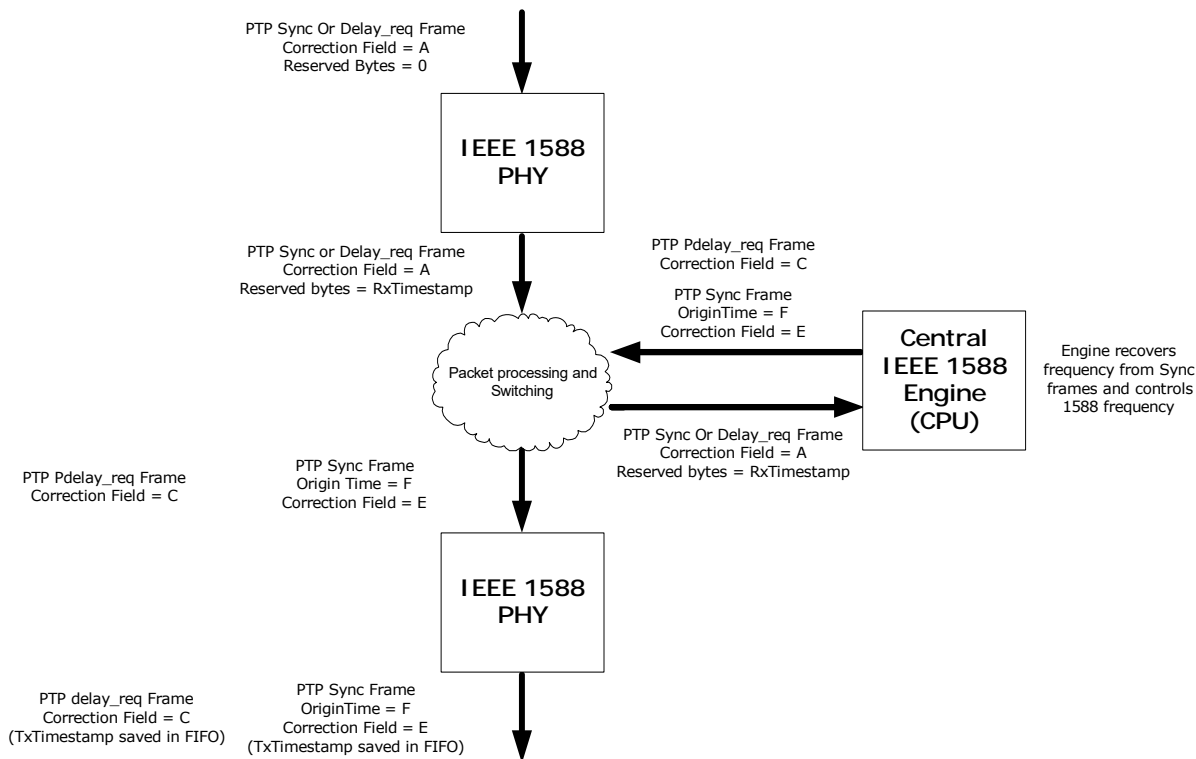 PTP Sync Or Delay_req Frame
Correction Field = A
Reserved Bytes = 0
IEEE 1588
PHY
PTP Sync or Delay_req Frame
Correction Field = A
Reserved bytes = RxTimestamp
PTP Pdelay_req Frame
Correction Field = C
PTP Sync Frame
OriginTime = F
Correction Field = E
Central
IEEE 1588
Engine
(CPU)
Engine recovers
frequency from Sync
frames and controls
1588 frequency
Packet processing and
Switching
PTP Sync Or Delay_req Frame
Correction Field = A
Reserved bytes = RxTimestamp
PTP Pdelay_req Frame
Correction Field = C
PTP Sync Frame
Origin Time = F
Correction Field = E
IEEE 1588
PHY
PTP delay_req Frame
Correction Field = C
(TxTimestamp saved in FIFO)
PTP Sync Frame
OriginTime = F
Correction Field = E
(TxTimestamp saved in FIFO)